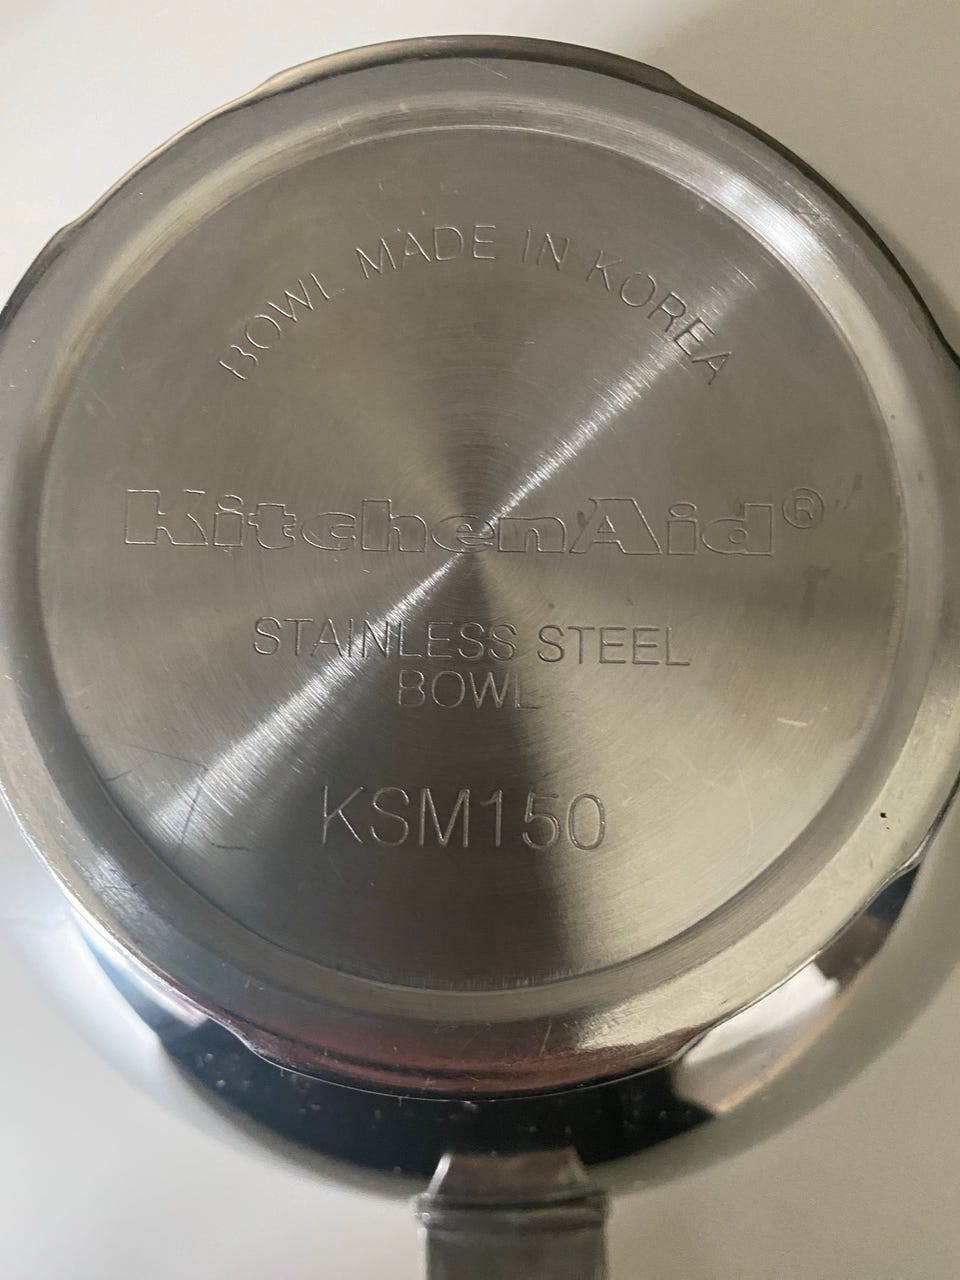 BOWL MADE IN KOREA
KitchenAid®
STAINLESS STEEL
BOWL
KSM150